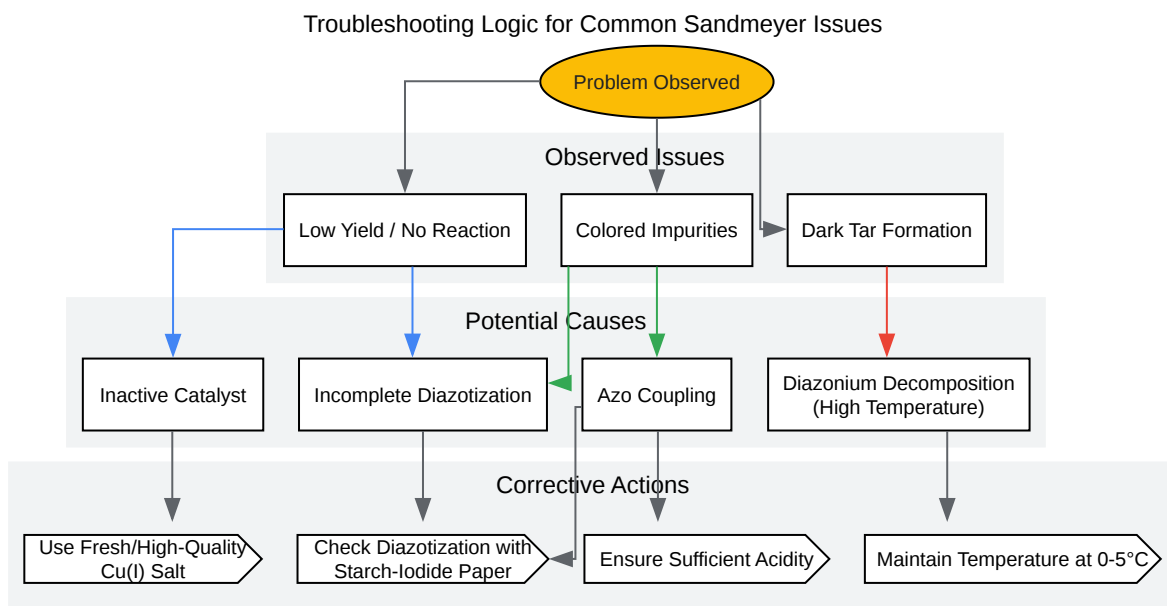 Troubleshooting Logic for Common Sandmeyer Issues
Problem Observed
Observed Issues
Low Yield / No Reaction
Colored Impurities
Dark Tar Formation
Potential Causes
Inactive Catalyst
Incomplete Diazotization
Azo Coupling
Diazonium Decomposition
(High Temperature)
Corrective Actions
Use Fresh/High-Quality
Cu(I) Salt
Check Diazotization with
Starch-Iodide Paper
Ensure Sufficient Acidity
Maintain Temperature at 0-5°C